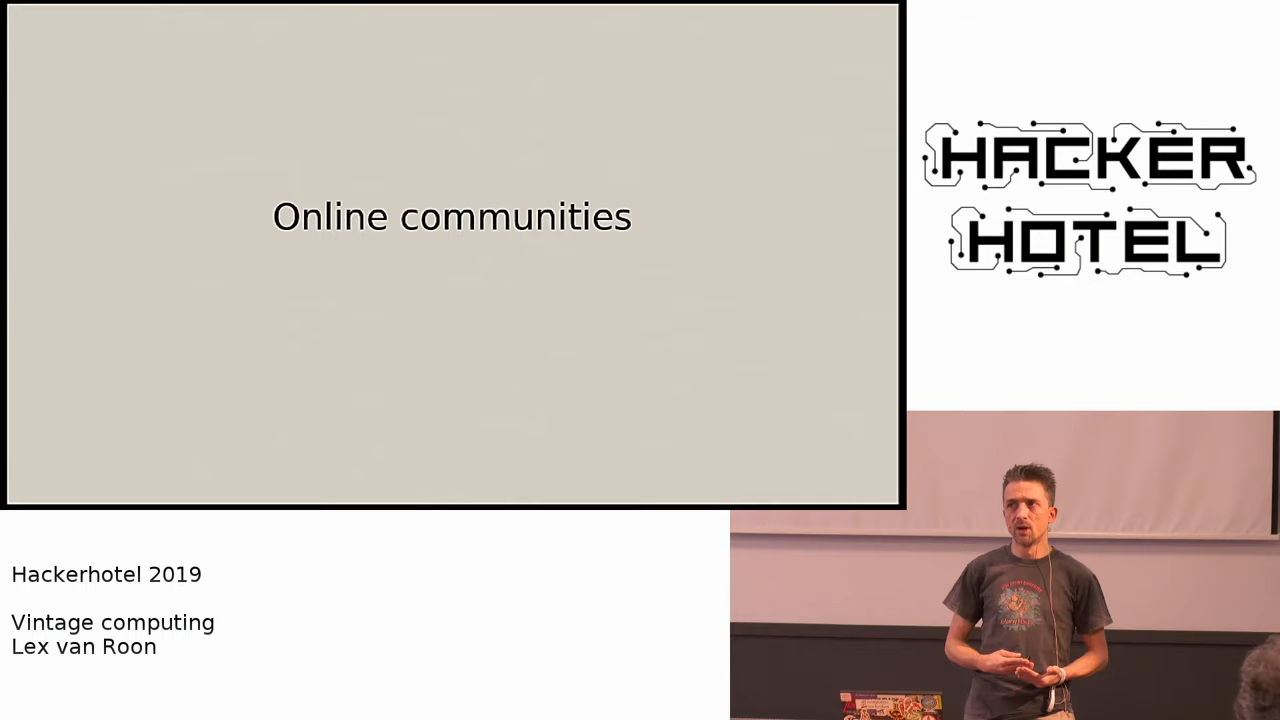 Online communities
HACKER
HOTEL
Hackerhotel 2019
Vintage computing
Lex van Roon